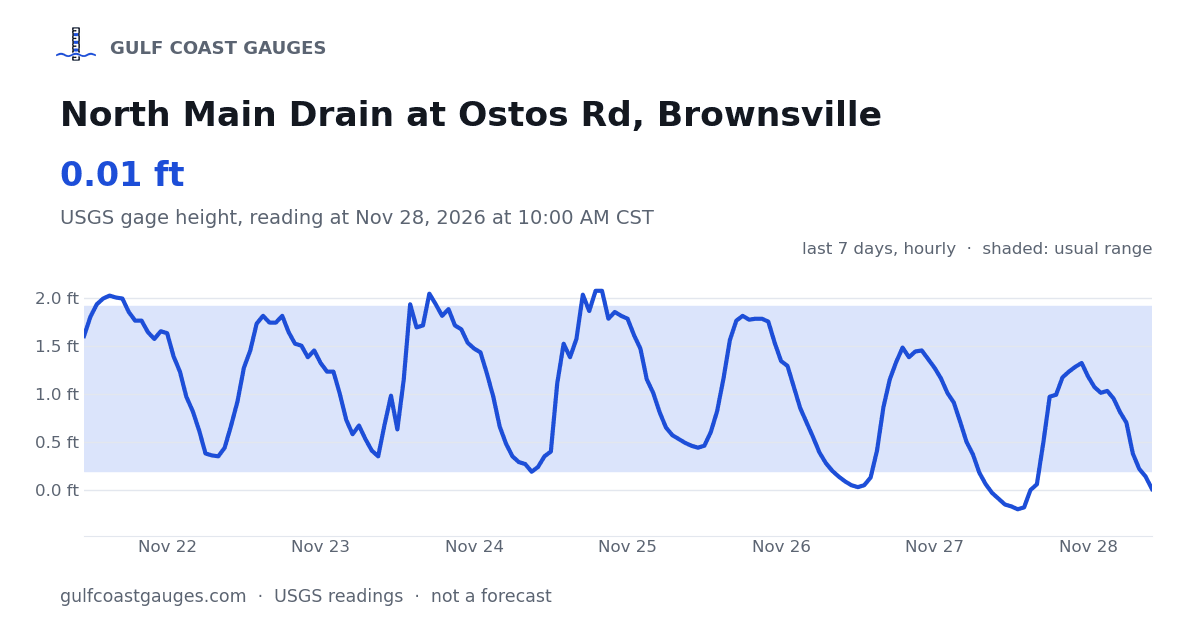 GULF COAST GAUGES
North Main Drain at Ostos Rd, Brownsville
0.01 ft
USGS gage height, reading at Nov 28, 2026 at 10:00 AM CST
last 7 days, hourly · shaded: usual range
2.0 ft
1.5 ft
1.0 ft
0.5 ft
0.0 ft
Nov 22 Nov 23 Nov 24 Nov 25 Nov 26 Nov 27 Nov 28
gulfcoastgauges.com · USGS readings · not a forecast